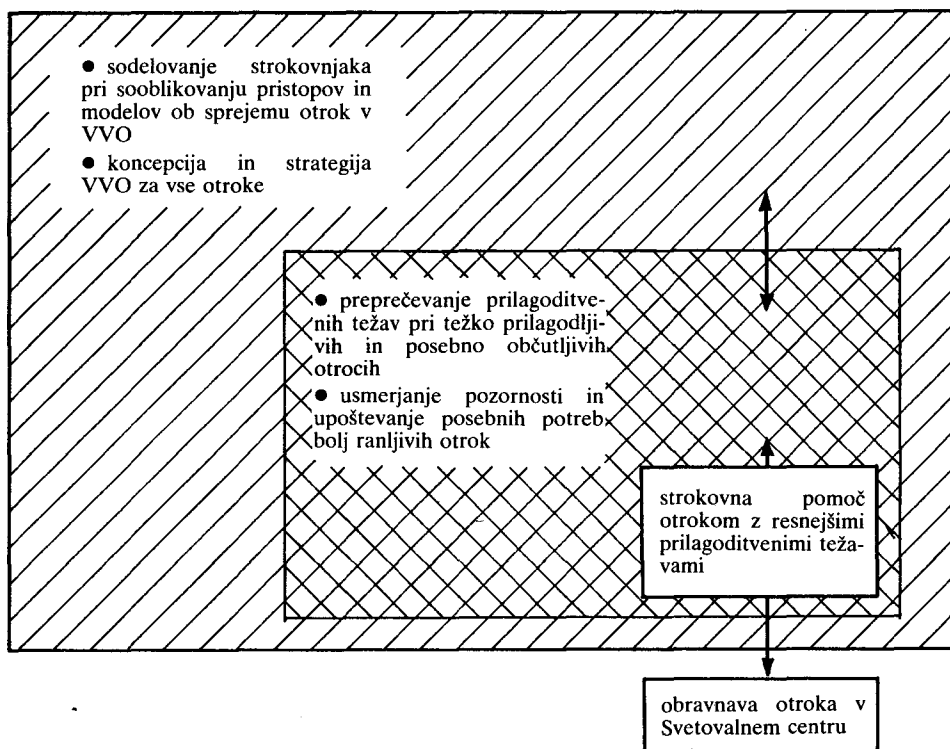 ● sodelovanje strokovnjaka
pri sooblikovanju pristopov in
modelov ob sprejemu otrok v
VVO
● koncepcija in strategija
VVO za vse otroke
● preprečevanje prilagoditve-
nih težav pri težko prilagodlji-
vih in posebno občutljivih
otrocih
● usmerjanje pozornosti in
upoštevanje posebnih potreb
bolj ranljivih otrok
strokovna pomoč
otrokom z resnejšimi
prilagoditvenimi teža-
vami
obravnava otroka v
Svetovalnem centru